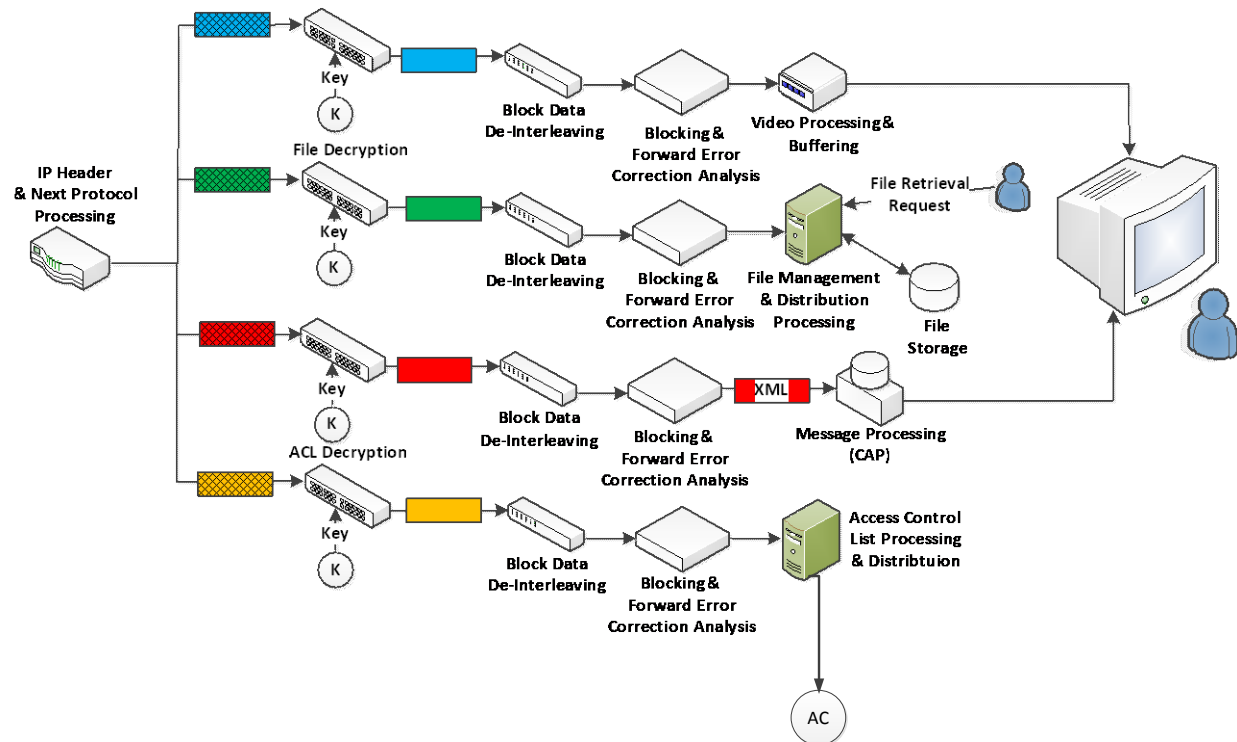 Key
K
Block Data
De-Interleaving
Blocking &
Forward Error
Correction Analysis
Video Processing &
Buffering
IP Header
& Next Protocol
Processing
File Decryption
Key
K
Block Data
De-Interleaving
Blocking &
Forward Error
Correction Analysis
File Management
& Distribution
Processing
File Retrieval
Request
File
Storage
Key
K
Block Data
De-Interleaving
Blocking &
Forward Error
Correction Analysis
XML
Message Processing
(CAP)
ACL Decryption
Key
K
Block Data
De-Interleaving
Blocking &
Forward Error
Correction Analysis
Access Control
List Processing
& Distribtuion
AC